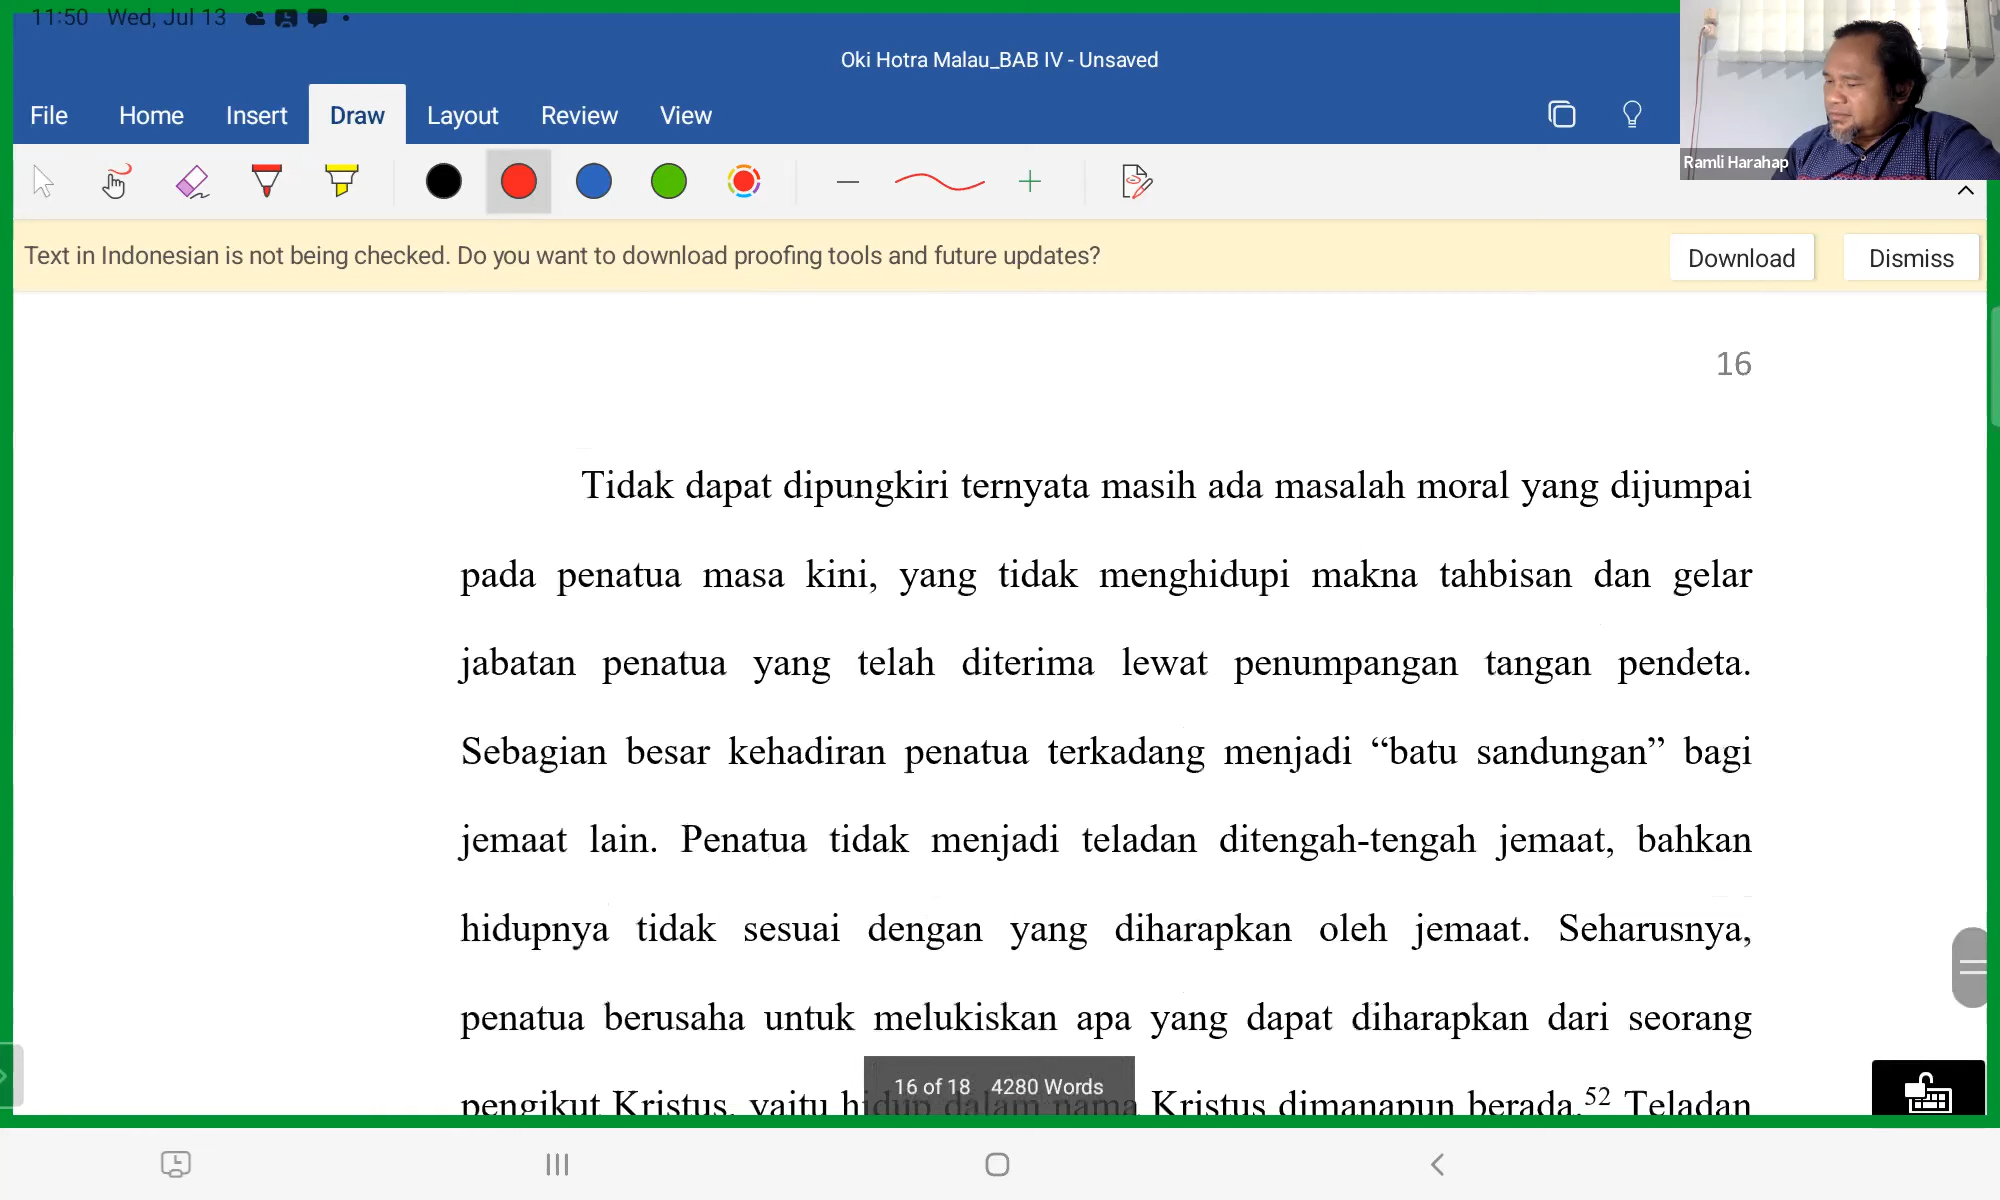 11:50 Wed, Jul 13
Oki Hotra Malau_BAB IV - Unsaved
File Home Insert Draw Layout Review View
Ramli Harahap
Text in Indonesian is not being checked. Do you want to download proofing tools and future updates? Download Dismiss
16
Tidak dapat dipungkiri ternyata masih ada masalah moral yang dijumpai
pada penatua masa kini, yang tidak menghidupi makna tahbisan dan gelar
jabatan penatua yang telah diterima lewat penumpangan tangan pendeta.
Sebagian besar kehadiran penatua terkadang menjadi “batu sandungan” bagi
jemaat lain. Penatua tidak menjadi teladan ditengah-tengah jemaat, bahkan
hidupnya tidak sesuai dengan yang diharapkan oleh jemaat. Seharusnya,
penatua berusaha untuk melukiskan apa yang dapat diharapkan dari seorang
pengikut Kristus, yaitu hidup dalam nama Kristus dimanapun berada.52 Teladan
16 of 18 4280 Words